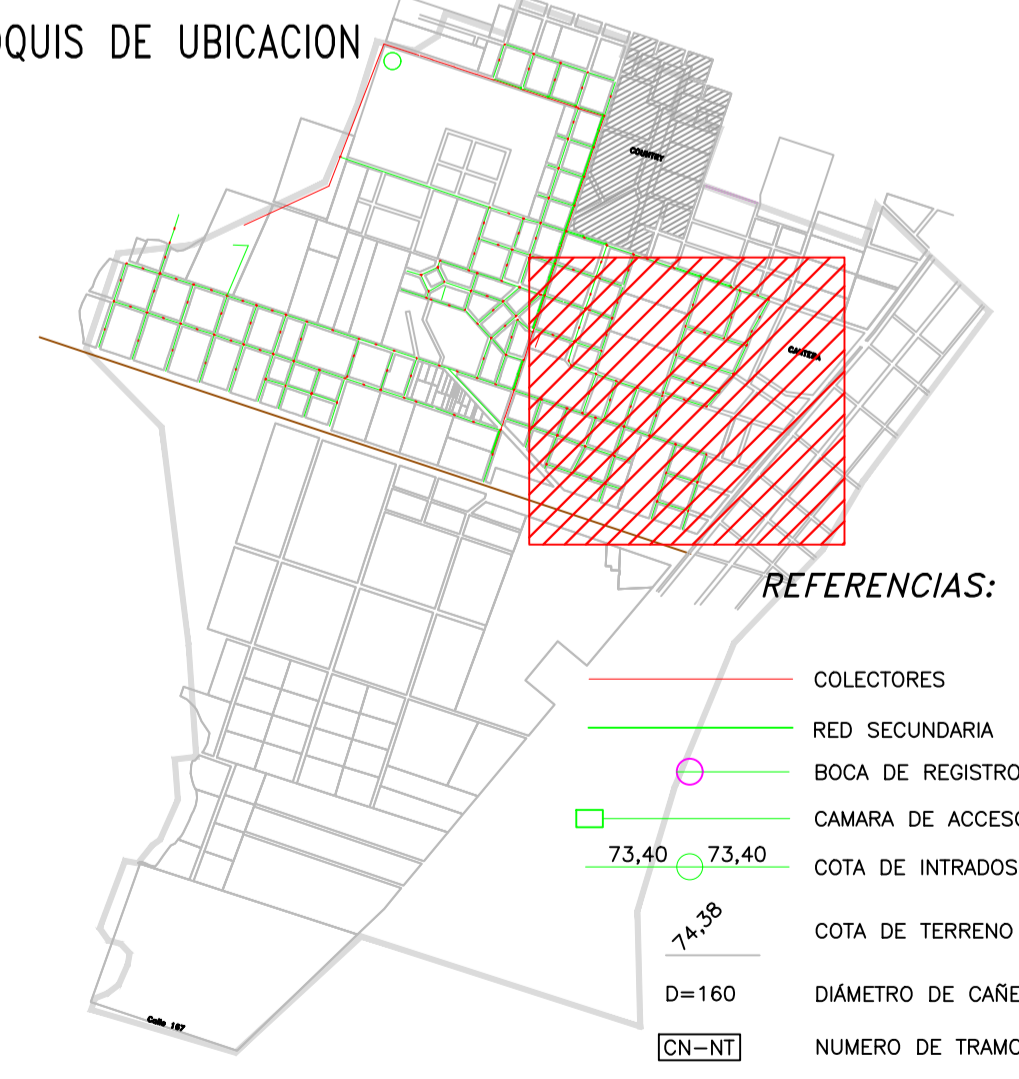 OQUIS DE UBICACION
COUNTRY
CANTERA
REFERENCIAS:
COLECTORES
RED SECUNDARIA
BOCA DE REGISTRO
CAMARA DE ACCESO
73,40 73,40 COTA DE INTRADOS
74,38 COTA DE TERRENO
D=160 DIÁMETRO DE CAÑE
CN-NT NUMERO DE TRAMO
Calle 167